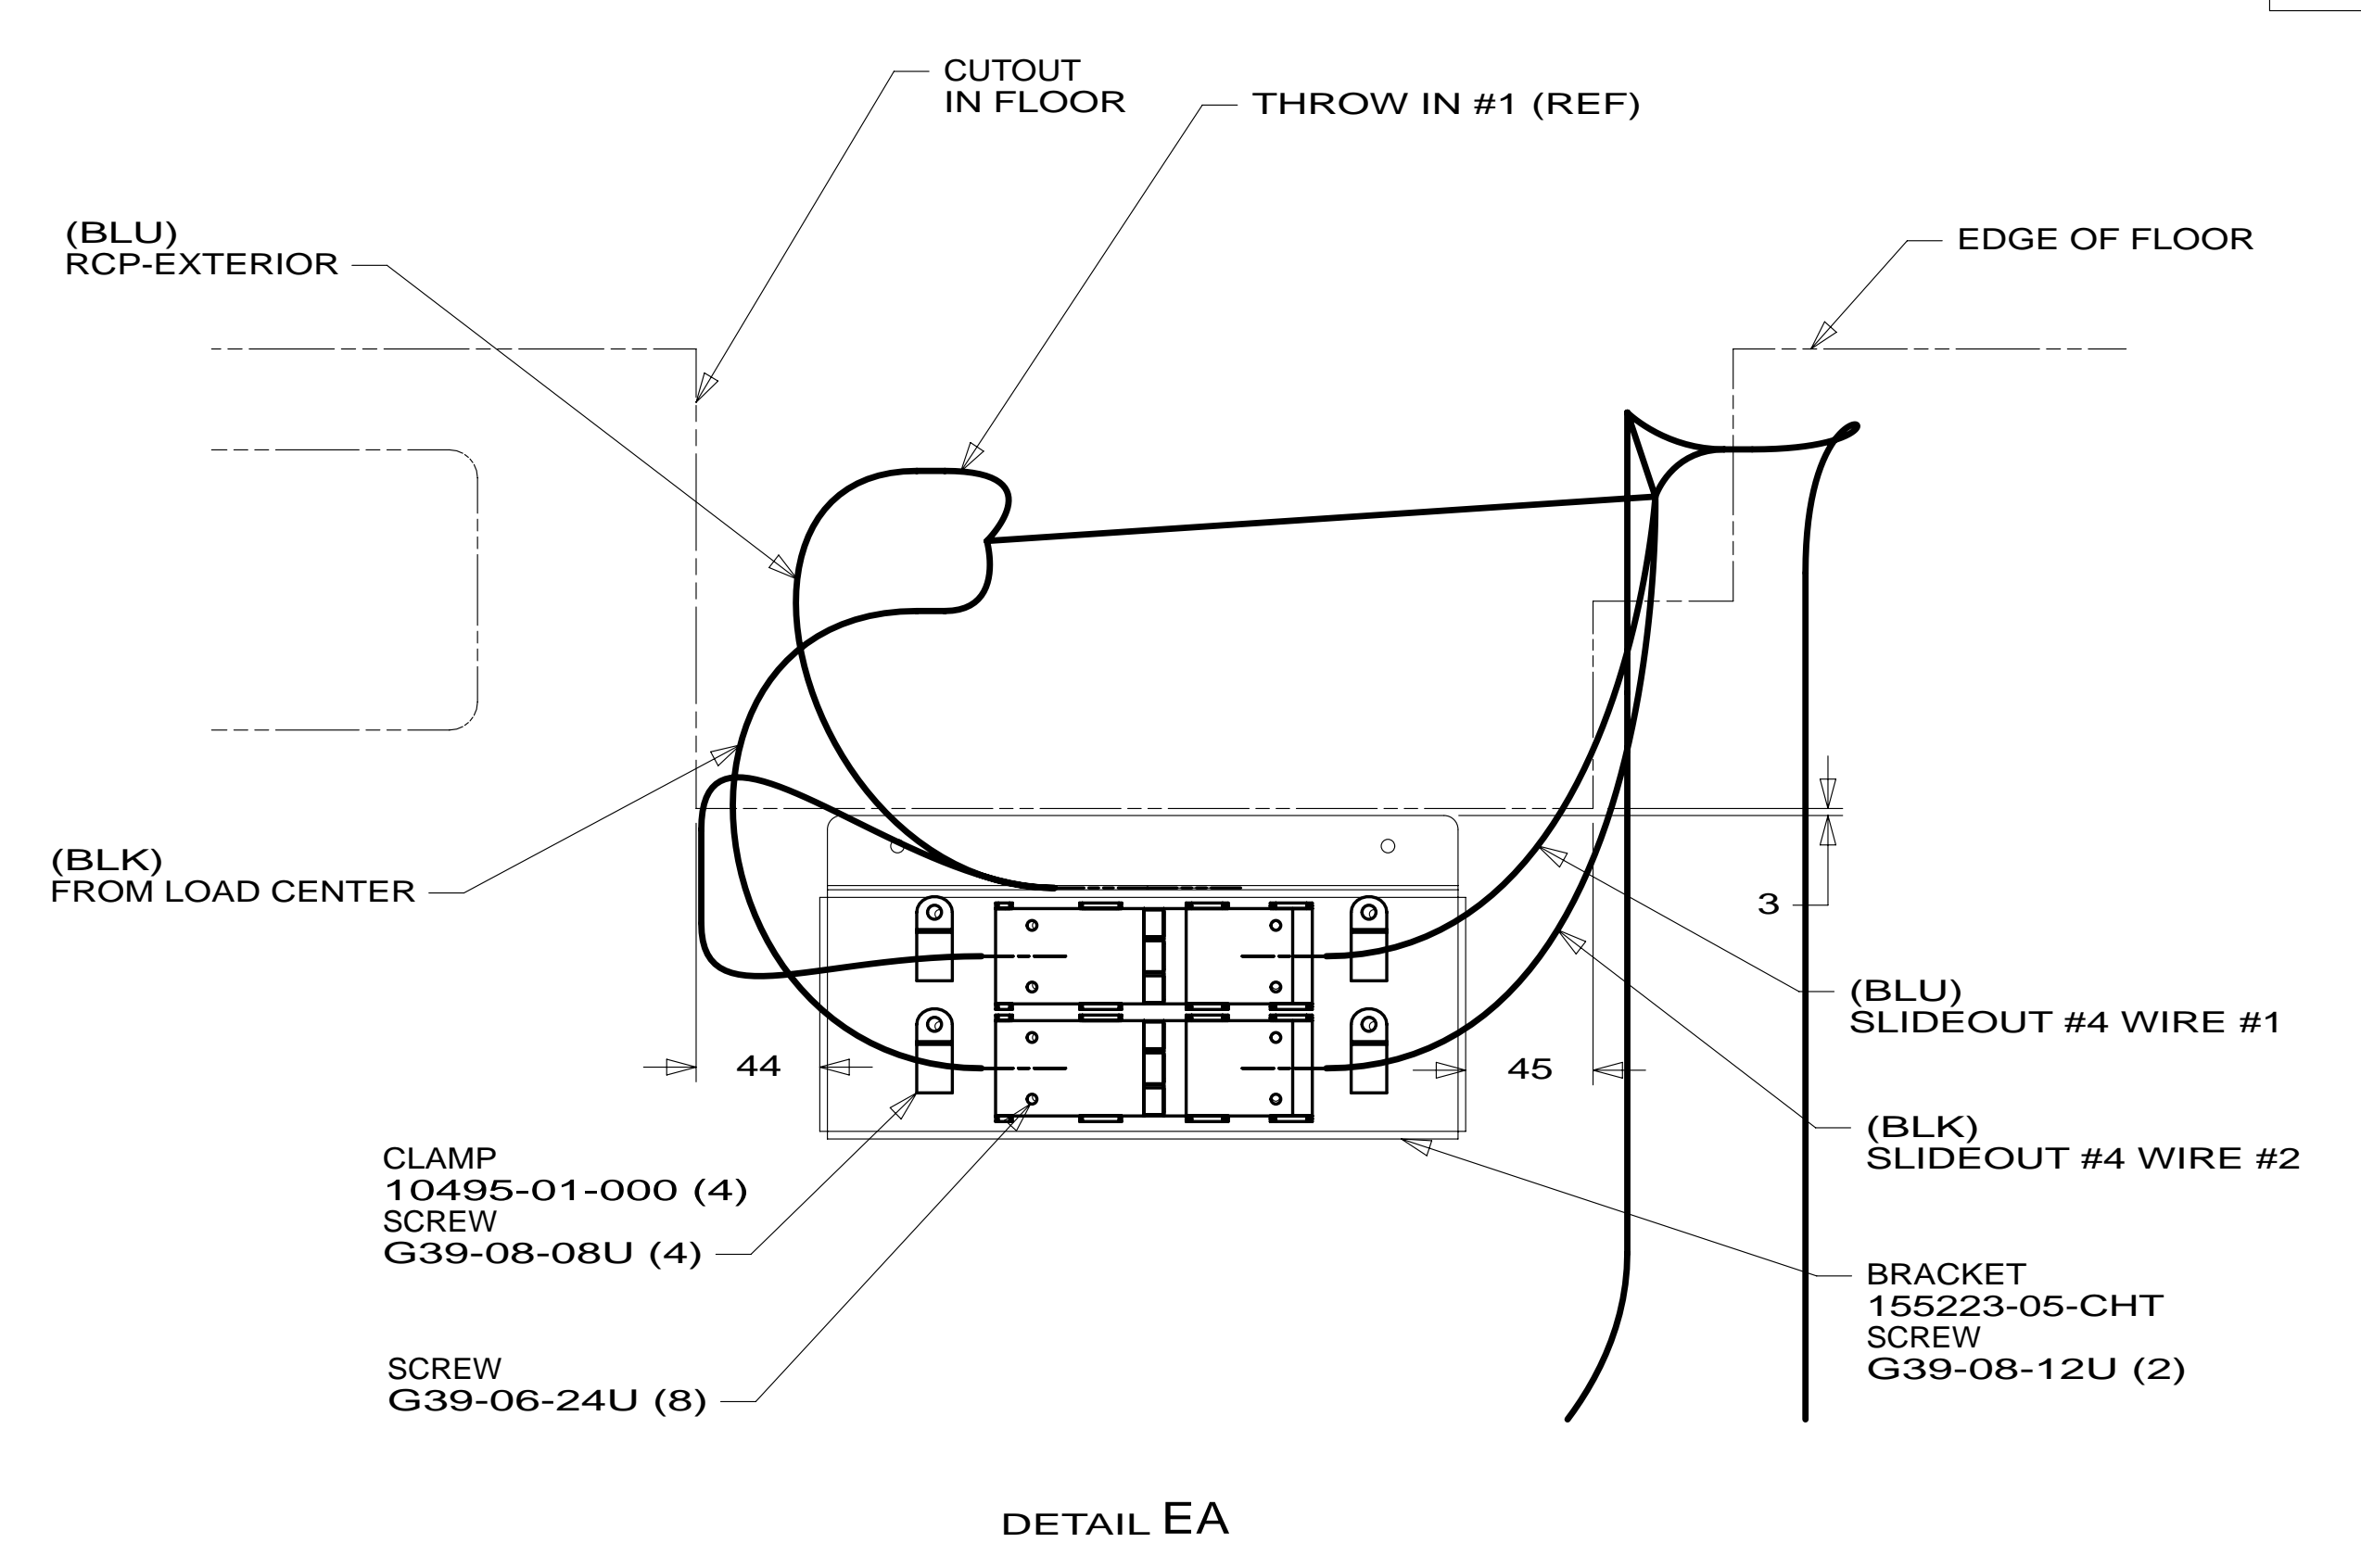 CUTOUT
IN FLOOR
THROW IN #1 (REF)
(BLU)
RCP-EXTERIOR
EDGE OF FLOOR
(BLK)
FROM LOAD CENTER
3
(BLU)
SLIDEOUT #4 WIRE #1
44
45
(BLK)
SLIDEOUT #4 WIRE #2
CLAMP
10495-01-000 (4)
SCREW
G39-08-08U (4)
BRACKET
155223-05-CHT
SCREW
G39-08-12U (2)
SCREW
G39-06-24U (8)
DETAIL EA